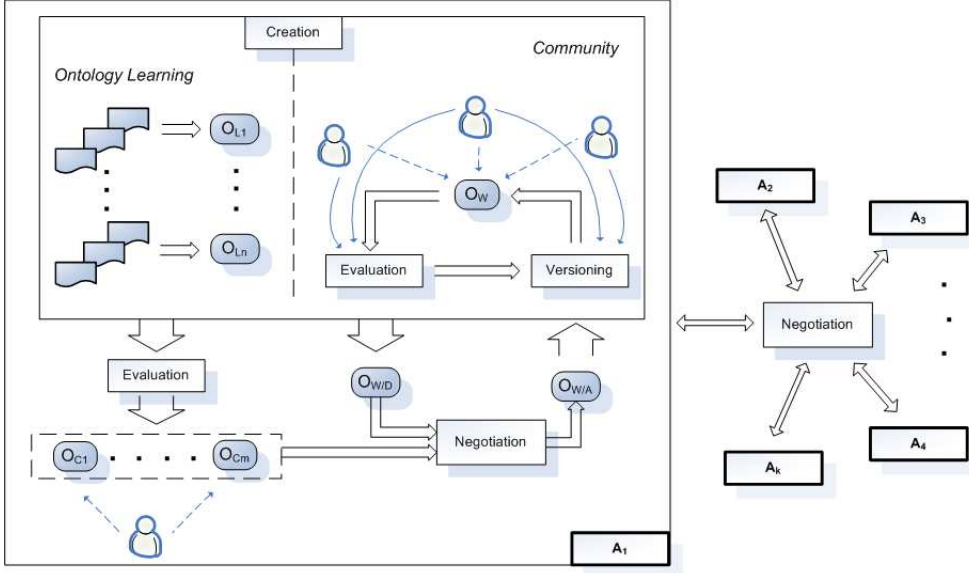 Creation
Community
Ontology Learning
OL1
OW
OLn
Evaluation
Versioning
A2
A3
Negotiation
Evaluation
OW/D
OW/A
Negotiation
OC1
OCm
A4
Ak
A1